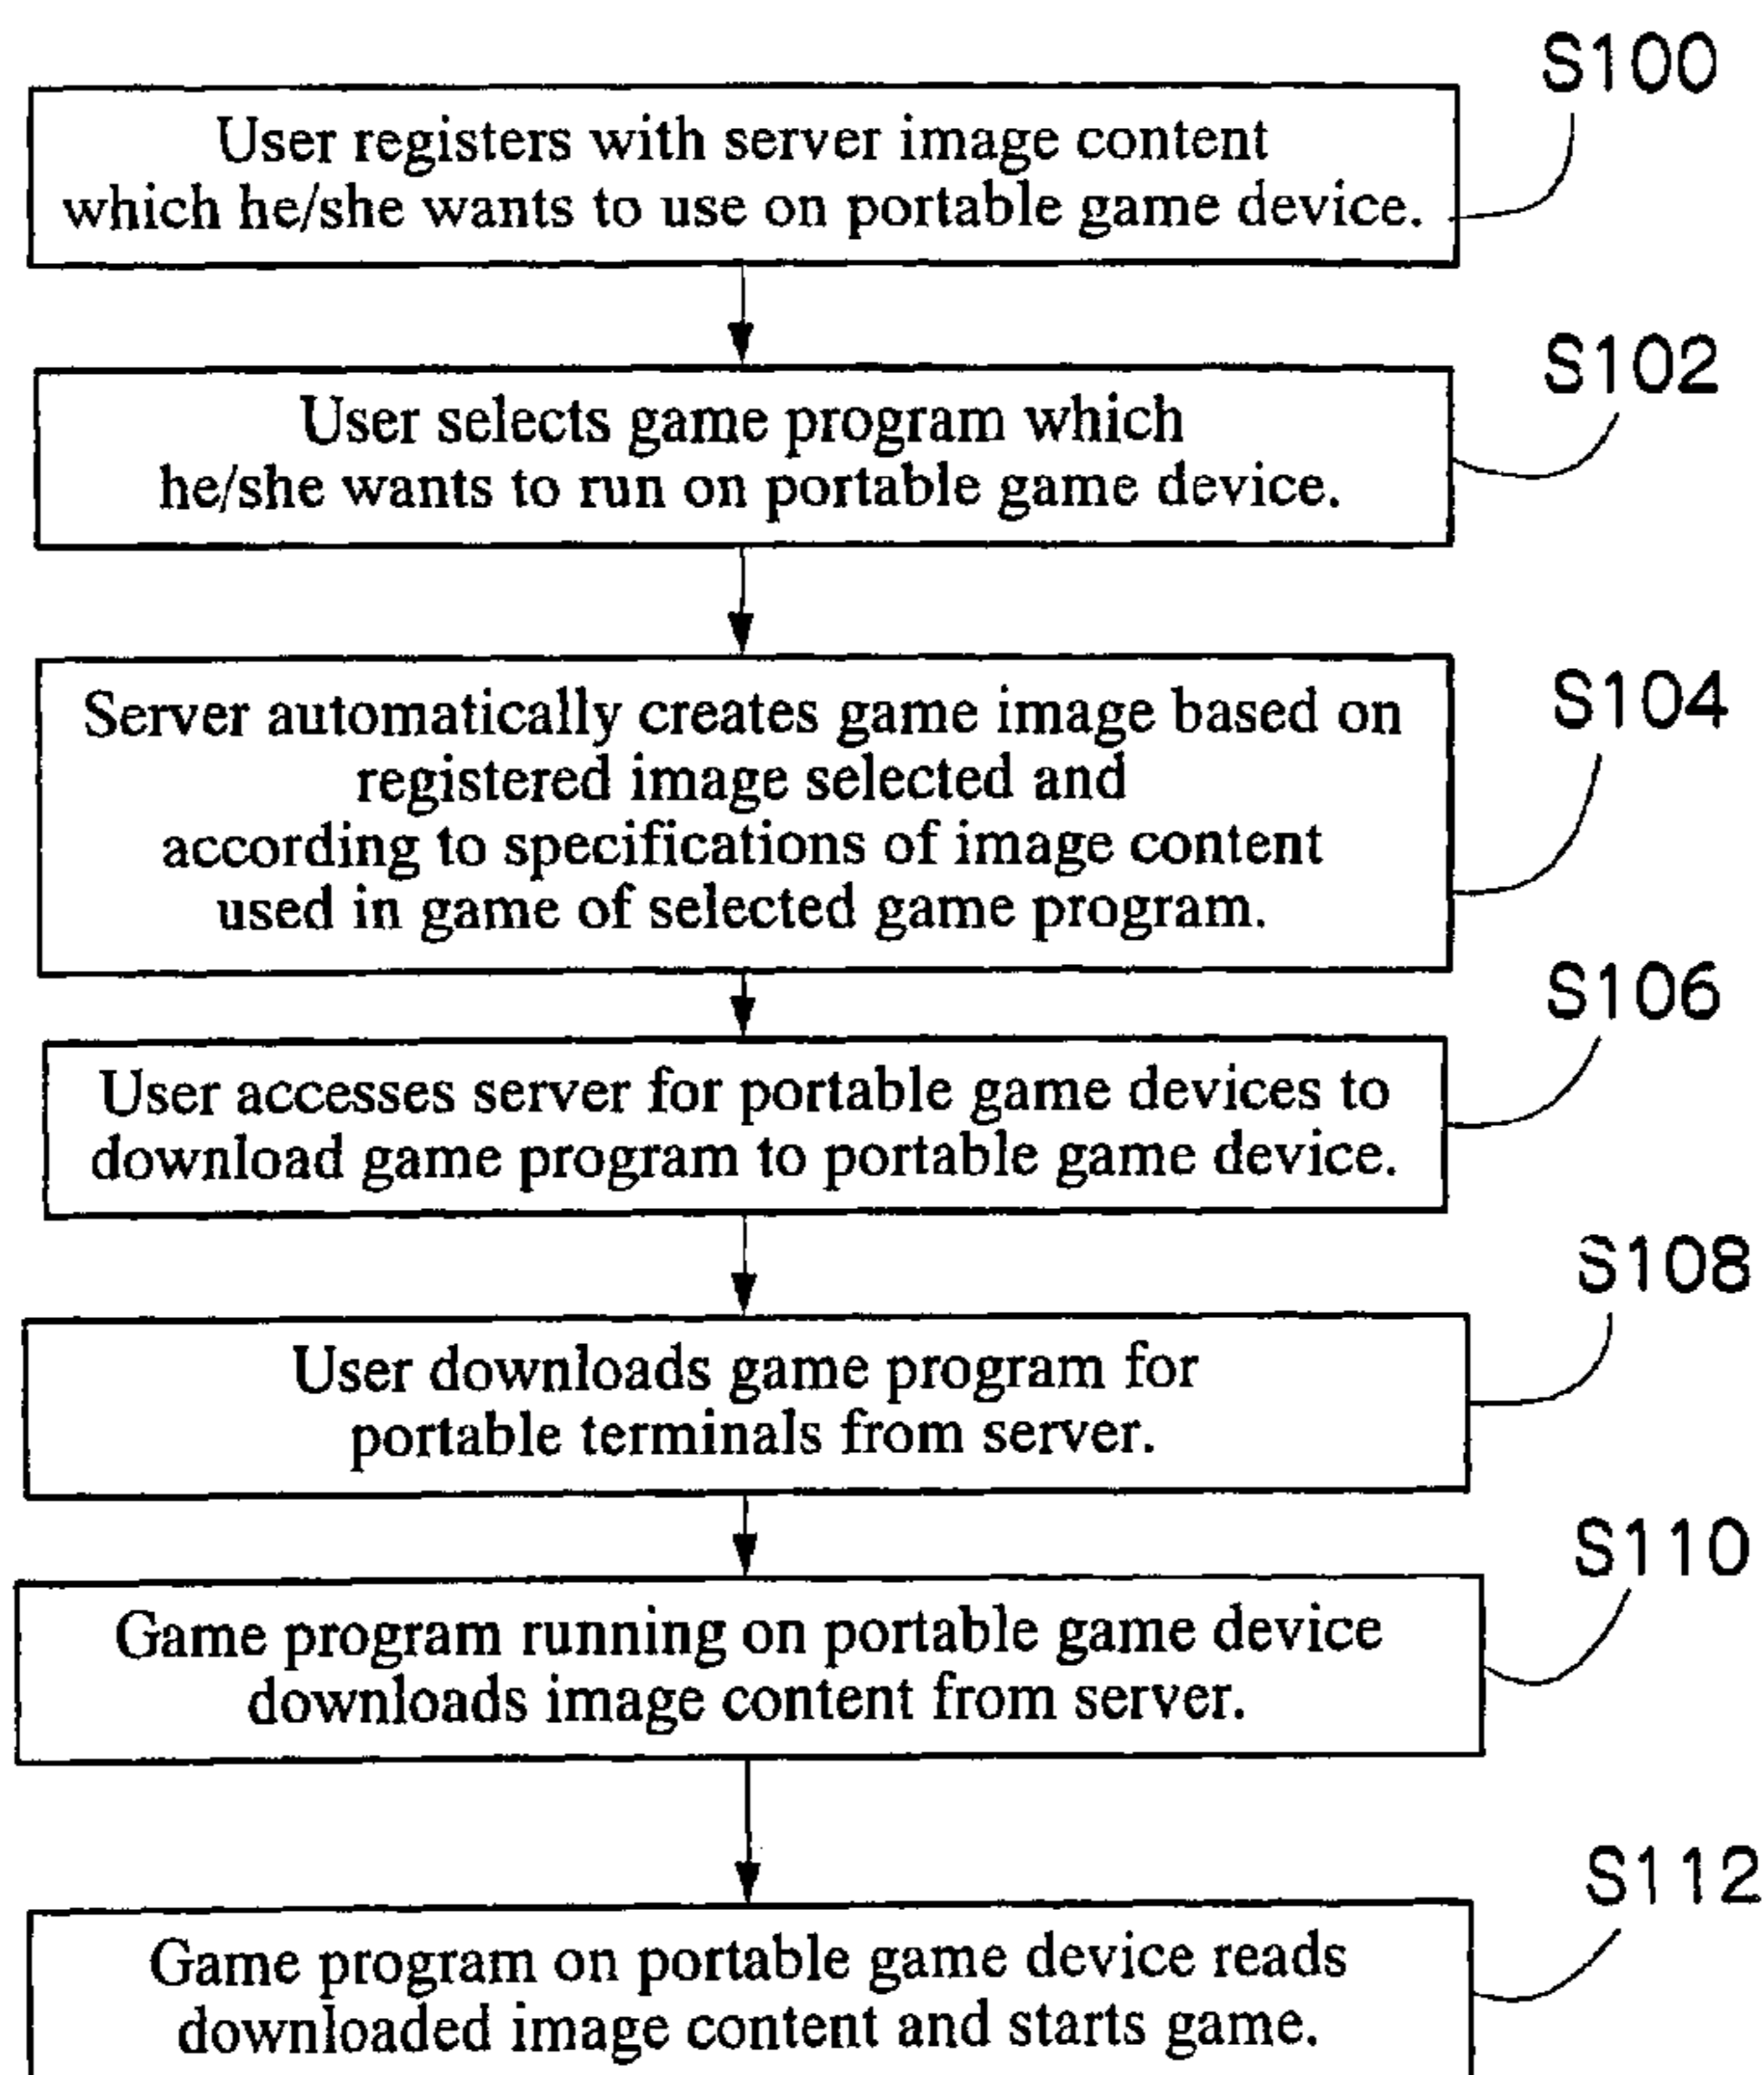 S100
User registers with server image content
which he/she wants to use on portable game device.
S102
User selects game program which
he/she wants to run on portable game device.
S104
Server automatically creates game image based on
registered image selected and
according to specifications of image content
used in game of selected game program.
S106
User accesses server for portable game devices to
download game program to portable game device.
S108
User downloads game program for
portable terminals from server.
S110
Game program running on portable game device
downloads image content from server.
S112
Game program on portable game device reads
downloaded image content and starts game.